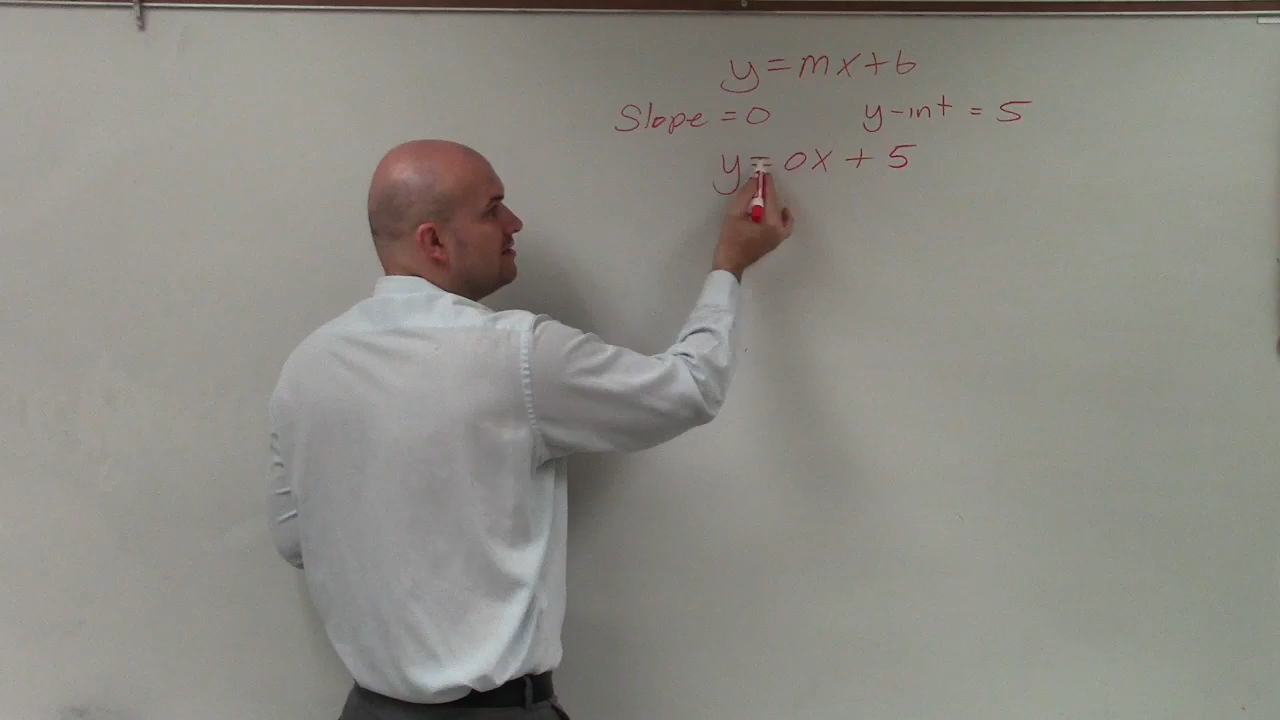 y=mx+b
Slope = 0 y-int = 5
y = 0x + 5